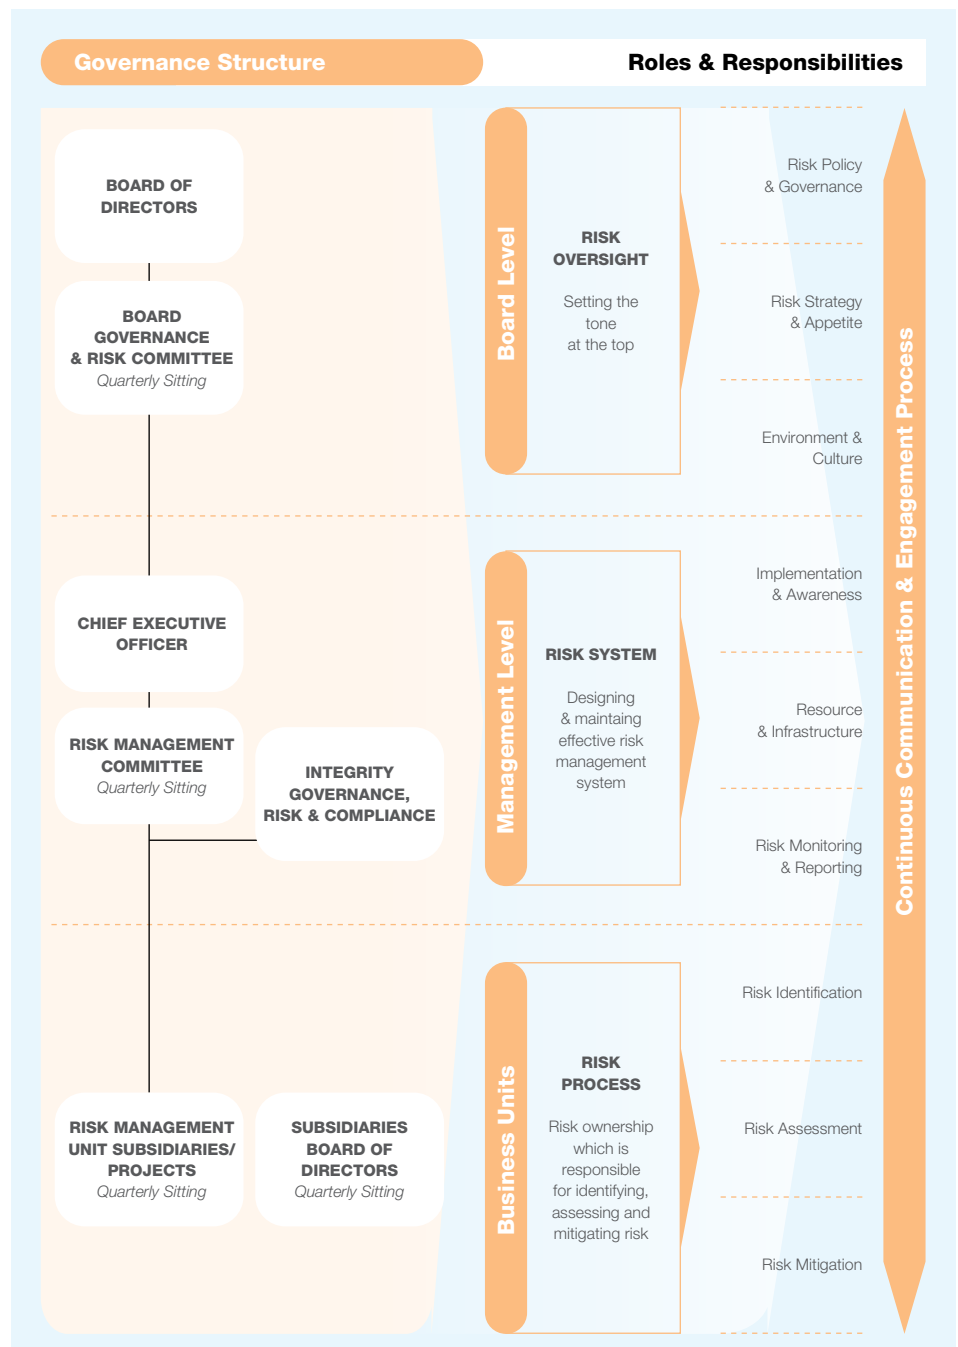 Governance Structure
Roles & Responsibilities
BOARD OF
DIRECTORS
BOARD
GOVERNANCE
& RISK COMMITTEE
Quarterly Sitting
Board Level
RISK
OVERSIGHT
Setting the
tone
at the top
Risk Policy
& Governance
Risk Strategy
& Appetite
Environment &
Culture
CHIEF EXECUTIVE
OFFICER
RISK MANAGEMENT
COMMITTEE
Quarterly Sitting
INTEGRITY
GOVERNANCE,
RISK & COMPLIANCE
Management Level
RISK SYSTEM
Designing
& maintaing
effective risk
management
system
Implementation
& Awareness
Resource
& Infrastructure
Risk Monitoring
& Reporting
RISK MANAGEMENT
UNIT SUBSIDIARIES/
PROJECTS
Quarterly Sitting
SUBSIDIARIES
BOARD OF
DIRECTORS
Quarterly Sitting
Business Units
RISK
PROCESS
Risk ownership
which is
responsible
for identifying,
assessing and
mitigating risk
Risk Identification
Risk Assessment
Risk Mitigation
Continuous Communication & Engagement Process